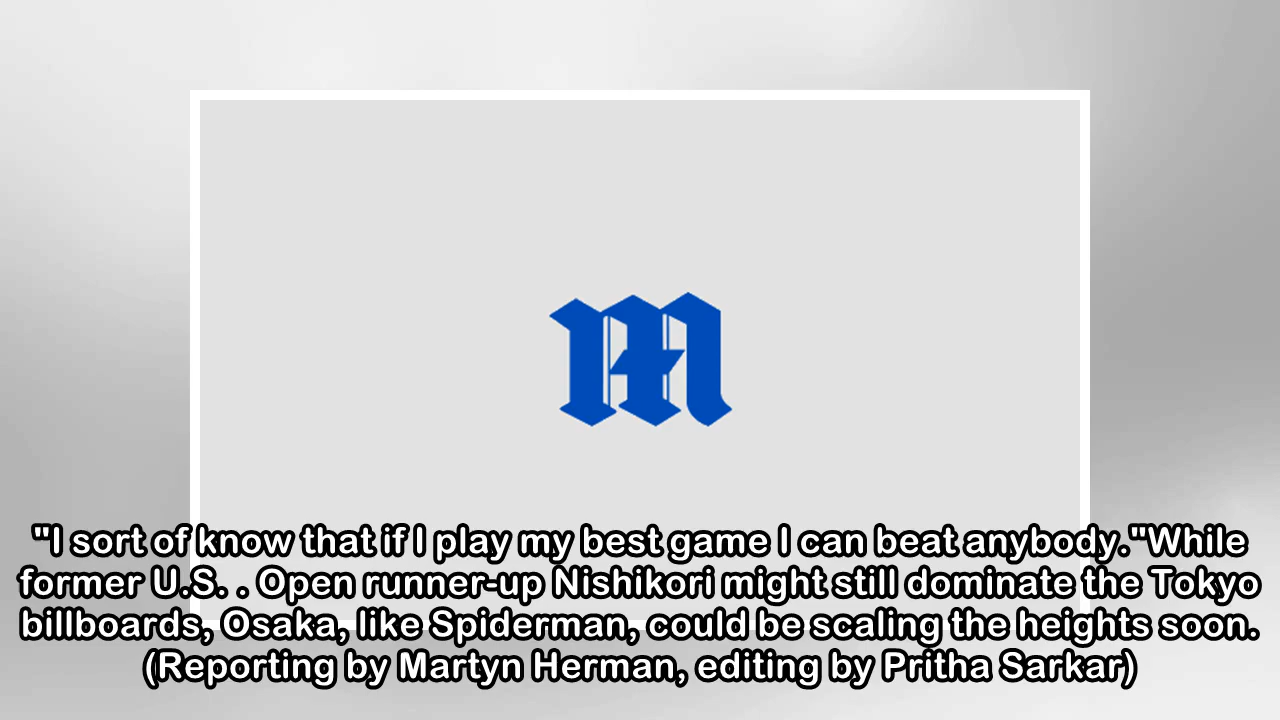 m
"I sort of know that if I play my best game I can beat anybody."While
former U.S. . Open runner-up Nishikori might still dominate the Tokyo
billboards, Osaka, like Spiderman, could be scaling the heights soon.
(Reporting by Martyn Herman, editing by Pritha Sarkar)